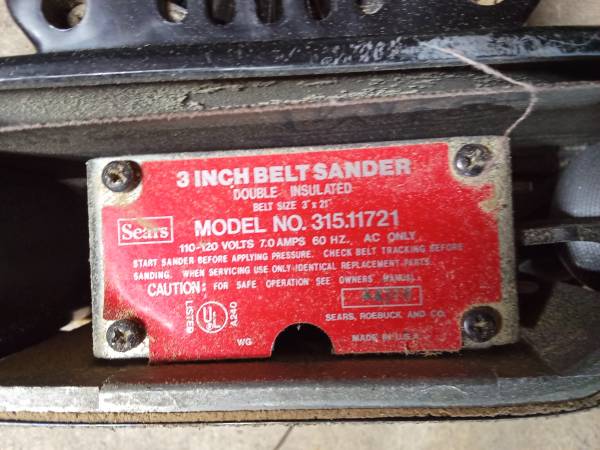 3 INCH BELT SANDER
DOUBLE INSULATED
BELT SIZE 3" x 21"
Sears
MODEL NO. 315.11721
110-120 VOLTS 7.0 AMPS 60 HZ., AC ONLY
START SANDER BEFORE APPLYING PRESSURE. CHECK BELT TRACKING BEFORE
SANDING. WHEN SERVICING USE ONLY IDENTICAL REPLACEMENT PARTS.
CAUTION: FOR SAFE OPERATION SEE OWNERS MANUAL.
LISTED
UL
A240
SEARS, ROEBUCK AND CO.
WG
MADE IN U.S.A.